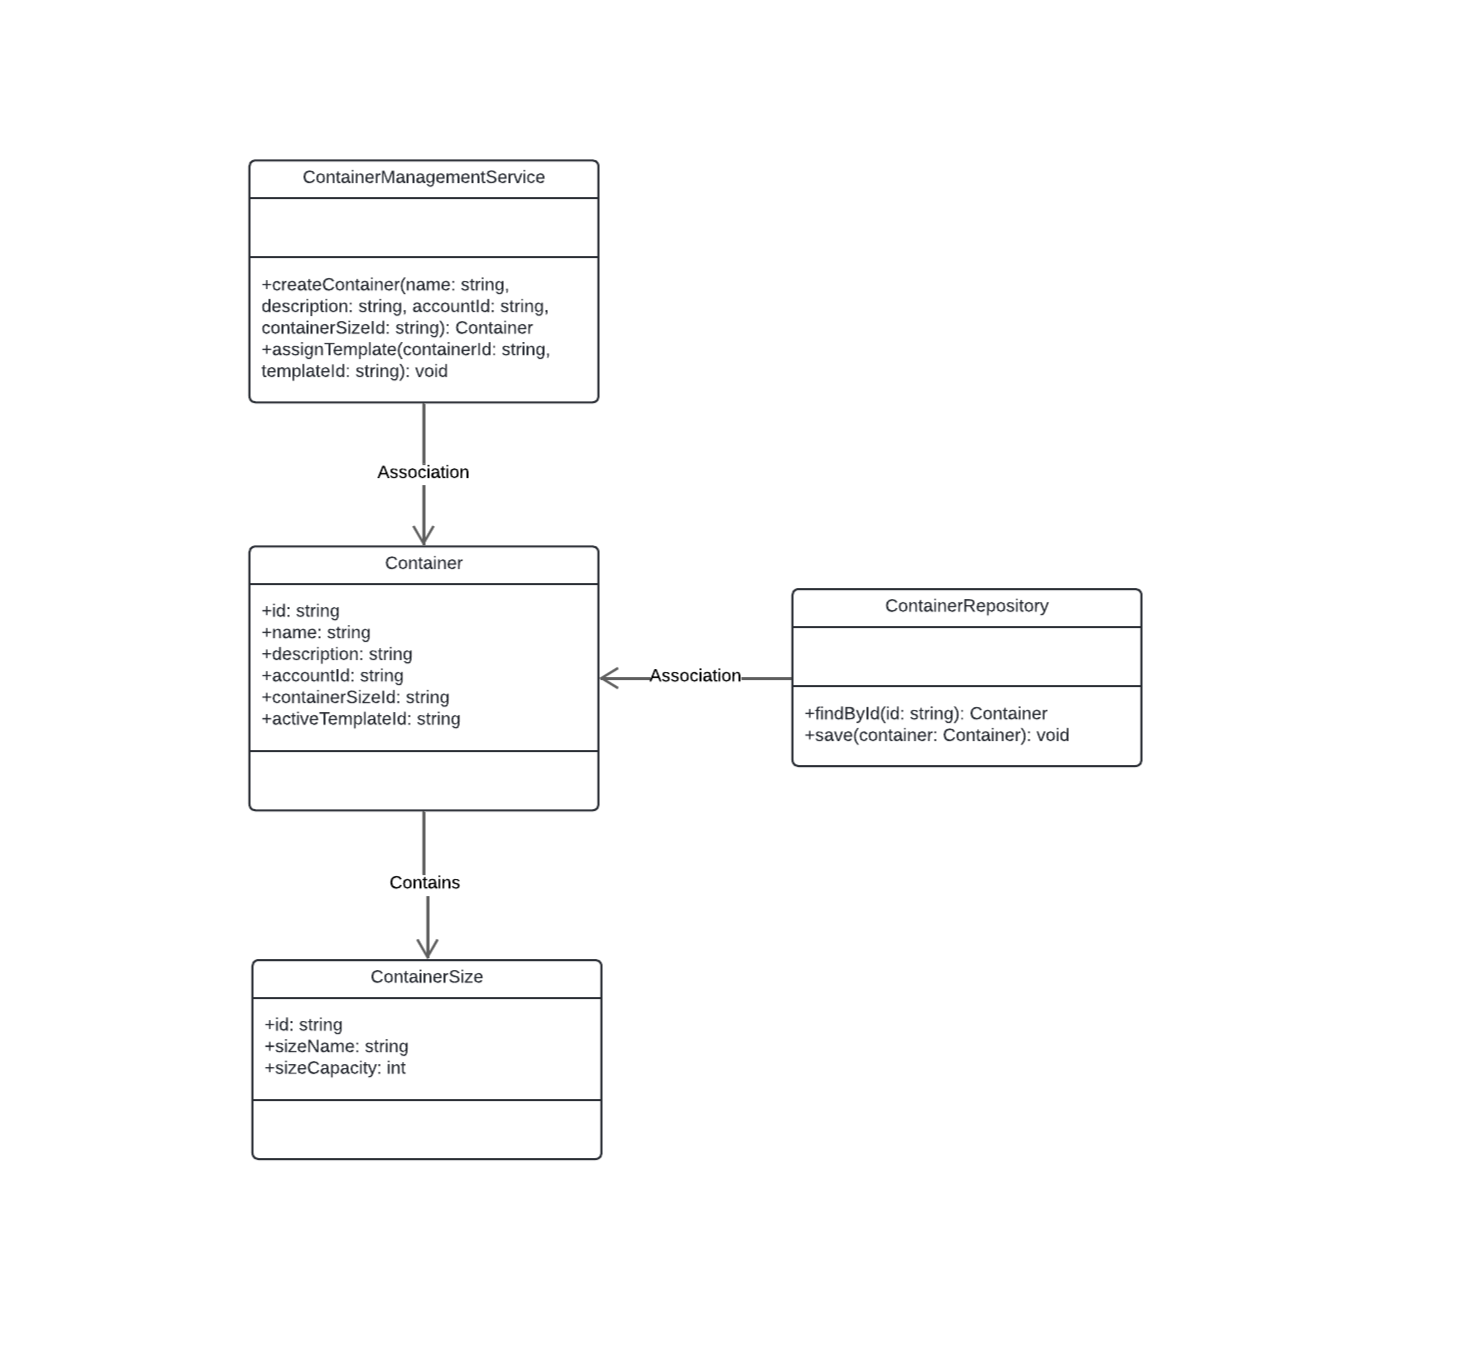 ContainerManagementService
+createContainer(name: string,
description: string, accountId: string,
containerSizeId: string): Container
+assignTemplate(containerId: string,
templateId: string): void
Association
Container
+id: string
+name: string
+description: string
+accountId: string
+containerSizeId: string
+activeTemplateId: string
Association
ContainerRepository
+findById(id: string): Container
+save(container: Container): void
Contains
ContainerSize
+id: string
+sizeName: string
+sizeCapacity: int